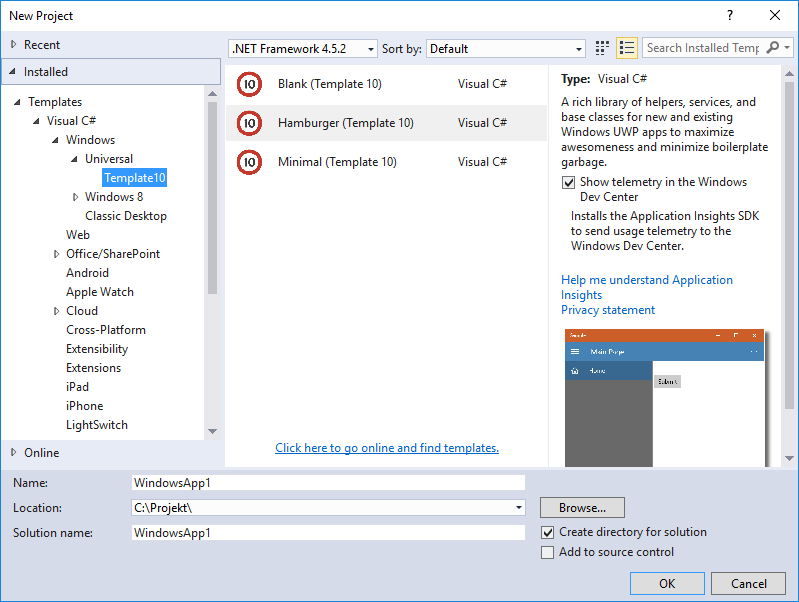 New Project
?
Recent
.NET Framework 4.5.2
Sort by:
Default
Search Installed Temp
Installed
Templates
Visual C#
Windows
Universal
Template10
Windows 8
Classic Desktop
Web
Office/SharePoint
Android
Apple Watch
Cloud
Cross-Platform
Extensibility
Extensions
iPad
iPhone
LightSwitch
Online
10 Blank (Template 10) Visual C#
10 Hamburger (Template 10) Visual C#
10 Minimal (Template 10) Visual C#
Click here to go online and find templates.
Type: Visual C#
A rich library of helpers, services, and
base classes for new and existing
Windows UWP apps to maximize
awesomeness and minimize boilerplate
garbage.
Show telemetry in the Windows
Dev Center
Installs the Application Insights SDK
to send usage telemetry to the
Windows Dev Center.
Help me understand Application
Insights
Privacy statement
Sample
Main Page
Home
Submit
Name: WindowsApp1
Location: C:\Projekt\
Browse...
Solution name: WindowsApp1
Create directory for solution
Add to source control
OK
Cancel